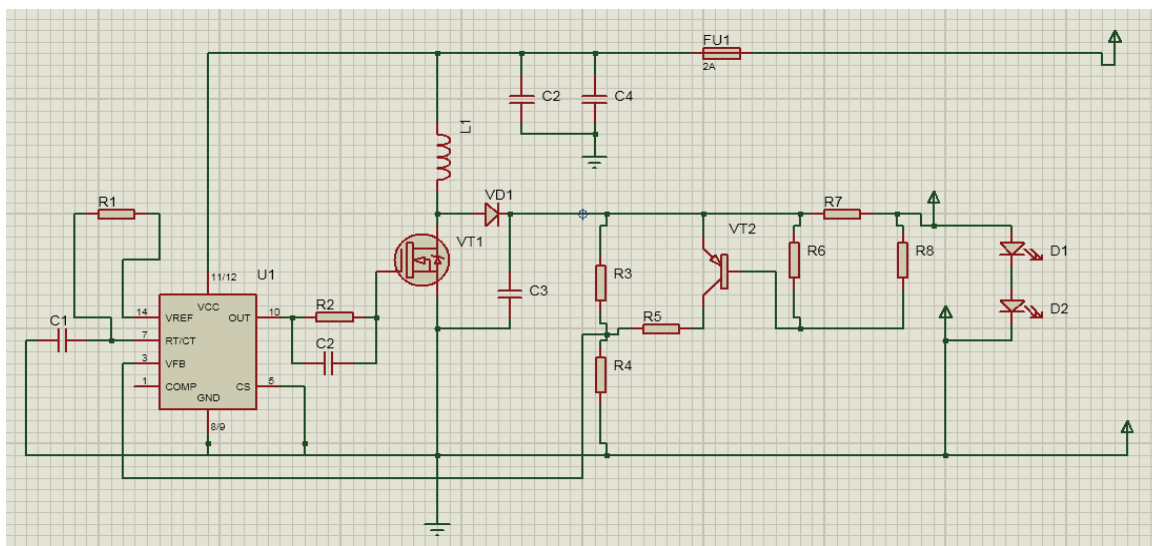 FU1
2A
C2
C4
L1
R1
VD1
R7
VT2
VT1
R6
R8
D1
11/12
U1
R3
VCC
C3
D2
R2
14
VREF
OUT
10
C1
R5
7
RT/CT
C2
3
VFB
R4
1
COMP
CS
5
GND
8/9